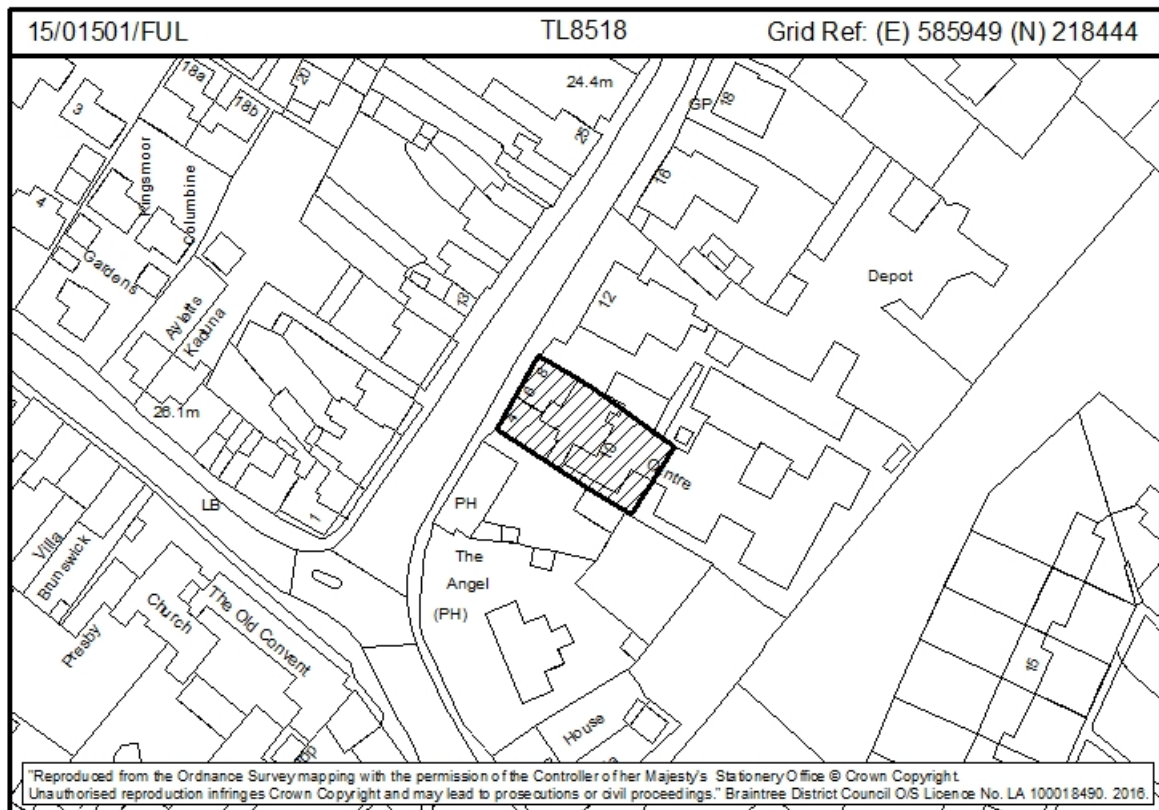 15/01501/FUL TL8518 Grid Ref: (E) 585949 (N) 218444
18a
20
18b
24.4m
3
GP
18
25
Kingsmoor
Columbine
16
4
Gardens
Depot
12
13
Ayletts
Kaduna
8
6
4
10
26.1m
Centre
LB
1
PH
The
Angel
(PH)
Villa
Brunswick
Church
The Old Convent
Presby
15
House
"Reproduced from the Ordnance Survey mapping with the permission of the Controller of her Majesty's Stationery Office © Crown Copyright.
Unauthorised reproduction infringes Crown Copyright and may lead to prosecutions or civil proceedings." Braintree District Council O/S Licence No. LA 100018490. 2016.